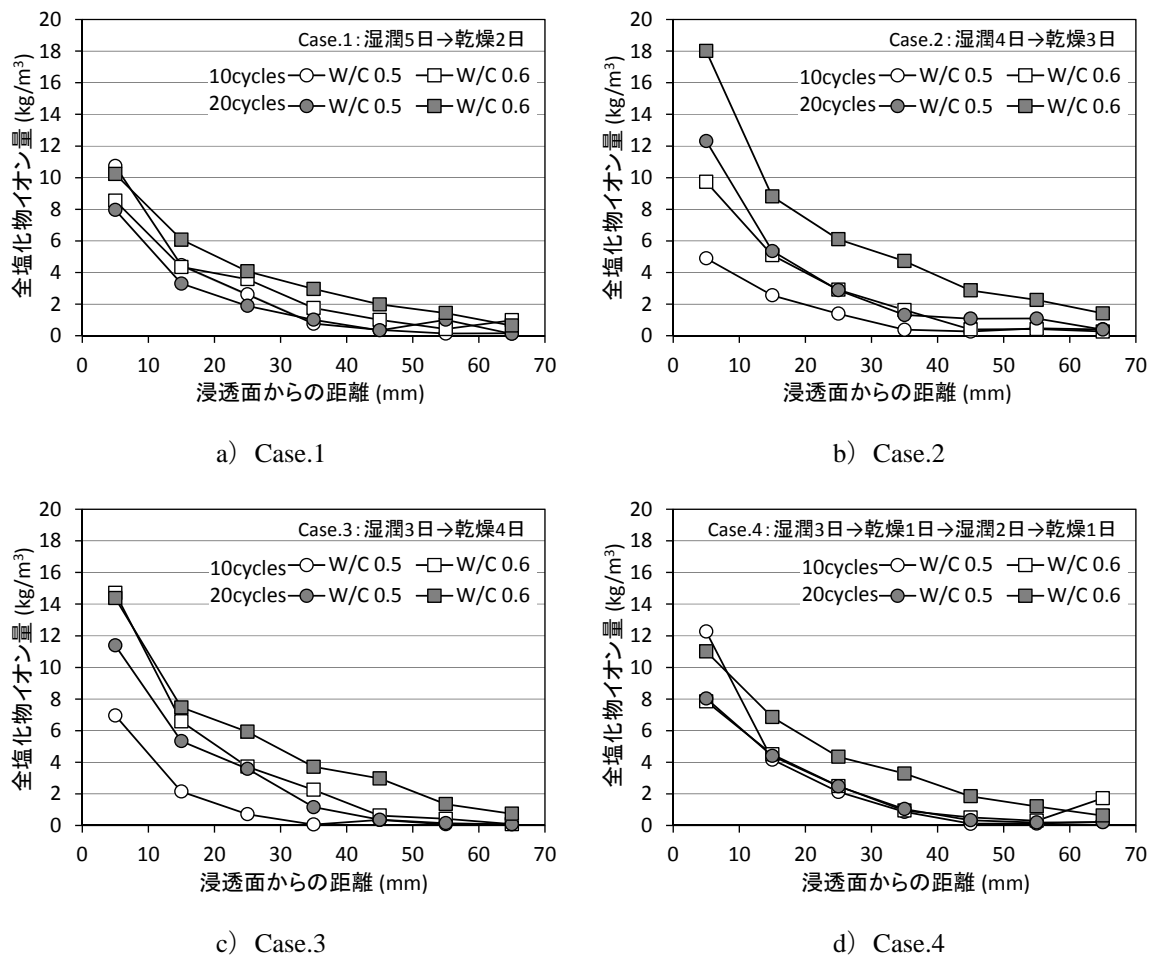 Case.1：湿潤5日→乾燥2日
10cycles W/C 0.5 W/C 0.6
20cycles W/C 0.5 W/C 0.6
全塩化物イオン量 (kg/m³)
20
18
16
14
12
10
8
6
4
2
0
0 10 20 30 40 50 60 70
浸透面からの距離 (mm)
a) Case.1
Case.2：湿潤4日→乾燥3日
10cycles W/C 0.5 W/C 0.6
20cycles W/C 0.5 W/C 0.6
全塩化物イオン量 (kg/m³)
20
18
16
14
12
10
8
6
4
2
0
0 10 20 30 40 50 60 70
浸透面からの距離 (mm)
b) Case.2
Case.3：湿潤3日→乾燥4日
10cycles W/C 0.5 W/C 0.6
20cycles W/C 0.5 W/C 0.6
全塩化物イオン量 (kg/m³)
20
18
16
14
12
10
8
6
4
2
0
0 10 20 30 40 50 60 70
浸透面からの距離 (mm)
c) Case.3
Case.4：湿潤3日→乾燥1日→湿潤2日→乾燥1日
10cycles W/C 0.5 W/C 0.6
20cycles W/C 0.5 W/C 0.6
全塩化物イオン量 (kg/m³)
20
18
16
14
12
10
8
6
4
2
0
0 10 20 30 40 50 60 70
浸透面からの距離 (mm)
d) Case.4